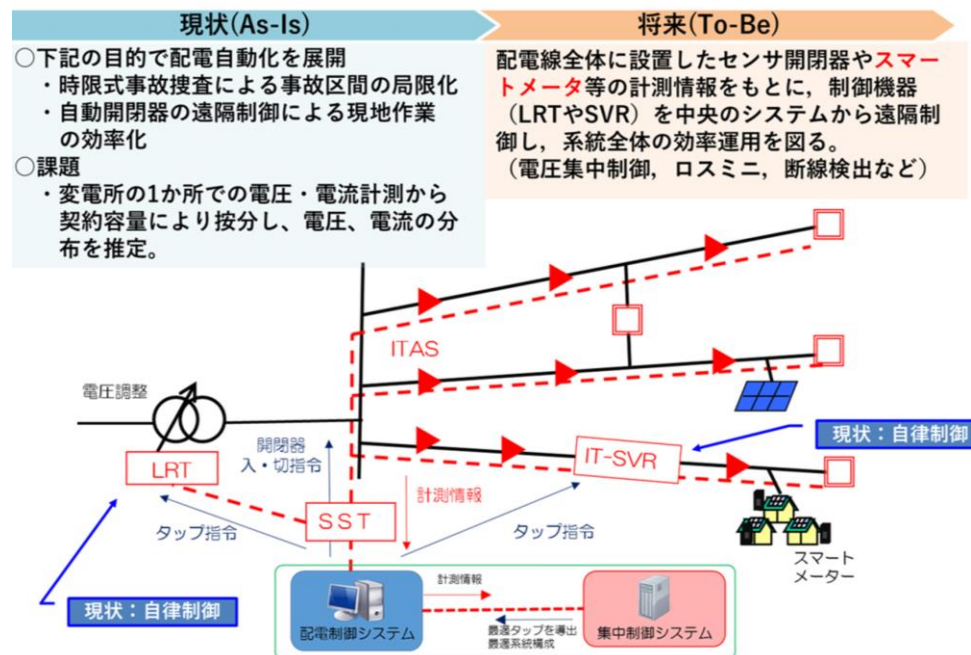 現状(As-Is)
○下記の目的で配電自動化を展開
・時限式事故捜査による事故区間の局限化
・自動開閉器の遠隔制御による現地作業
の効率化
○課題
・変電所の1か所での電圧・電流計測から
契約容量により按分し、電圧、電流の分
布を推定。
将来(To-Be)
配電線全体に設置したセンサ開閉器やスマー
トメータ等の計測情報をもとに，制御機器
（LRTやSVR）を中央のシステムから遠隔制
御し，系統全体の効率運用を図る。
（電圧集中制御，ロスミニ，断線検出など）
ITAS
電圧調整
LRT
開閉器
入・切指令
計測情報
IT-SVR
現状：自律制御
SST
タップ指令
タップ指令
スマート
メーター
現状：自律制御
配電制御システム
計測情報
最適タップを導出
最適系統構成
集中制御システム